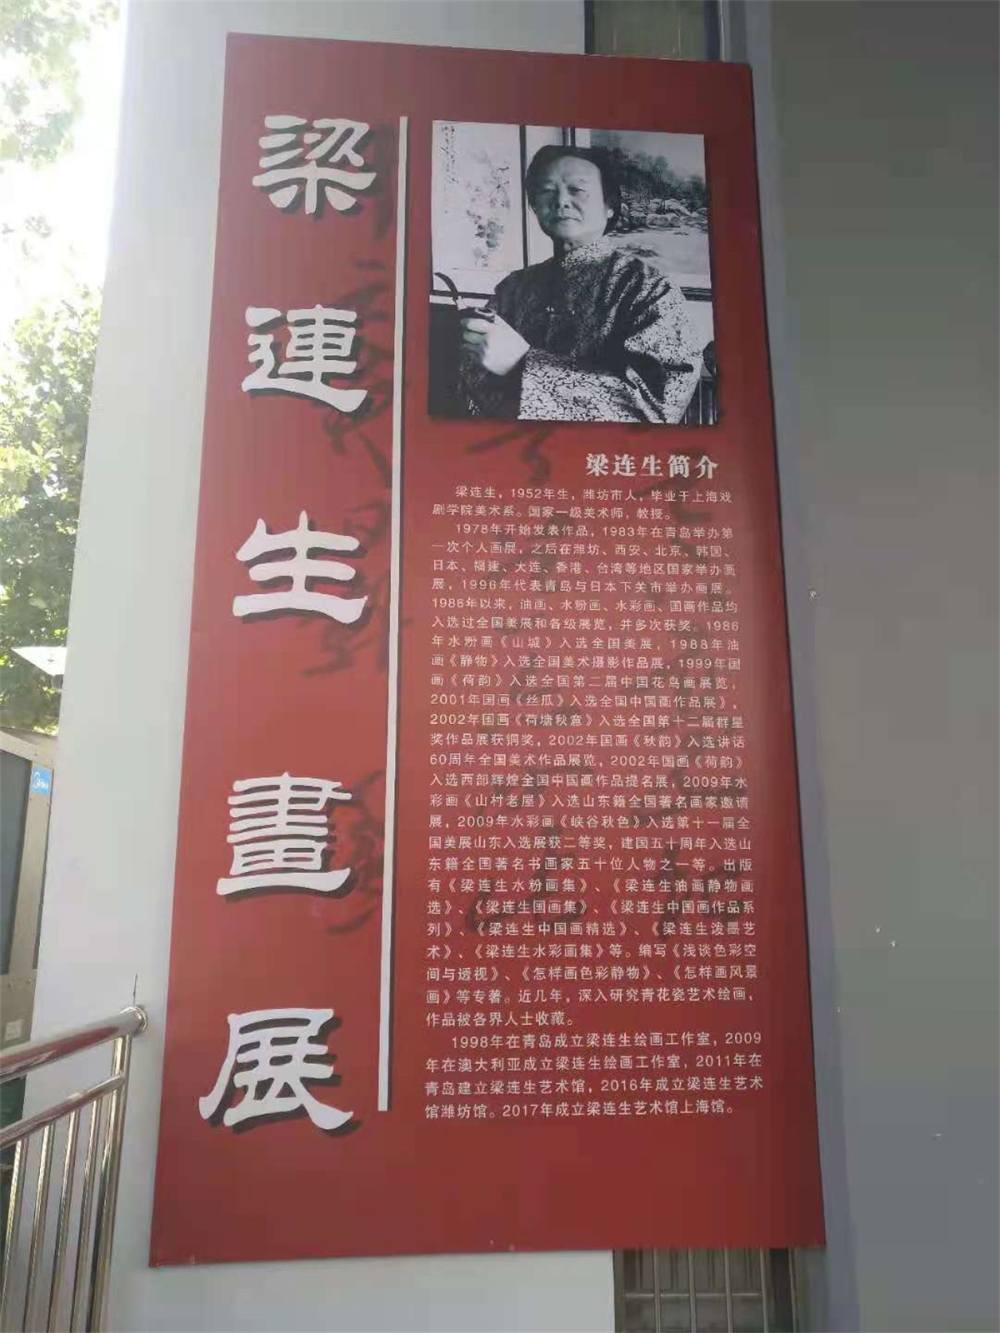 梁連生畫展
梁连生简介
梁连生，1952年生，潍坊市人，毕业于上海戏
剧学院美术系。国家一级美术师，教授。
1978年开始发表作品，1983年在青岛举办第
一次个人画展，之后在潍坊、西安、北京、韩国、
日本、福建、大连、香港、台湾等地区国家举办画
展，1996年代表青岛与日本下关市举办画展。
1986年以来，油画、水粉画、水彩画、国画作品均
入选过全国美展和各级展览，并多次获奖。1986
年水粉画《山城》入选全国美展，1988年油
画《静物》入选全国美术摄影作品展，1999年国
画《荷韵》入选全国第二届中国花鸟画展览，
2001年国画《丝瓜》入选全国中国画作品展》，
2002年国画《荷塘秋意》入选全国第十二届群星
奖作品展获铜奖，2002年国画《秋韵》入选讲话
60周年全国美术作品展览，2002年国画《荷韵》
入选西部辉煌全国中国画作品提名展，2009年水
彩画《山村老屋》入选山东籍全国著名画家邀请
展，2009年水彩画《峡谷秋色》入选第十一届全
国美展山东入选展获二等奖，建国五十周年入选山
东籍全国著名书画家五十位人物之一等。出版
有《梁连生水粉画集》、《梁连生油画静物画
选》、《梁连生国画集》、《梁连生中国画作品系
列》、《梁连生中国画精选》、《梁连生泼墨艺
术》、《梁连生水彩画集》等。编写《浅谈色彩空
间与透视》、《怎样画色彩静物》、《怎样画风景
画》等专著。近几年，深入研究青花瓷艺术绘画，
作品被各界人士收藏。
1998年在青岛成立梁连生绘画工作室，2009
年在澳大利亚成立梁连生绘画工作室，2011年在
青岛建立梁连生艺术馆，2016年成立梁连生艺术
馆潍坊馆。2017年成立梁连生艺术馆上海馆。